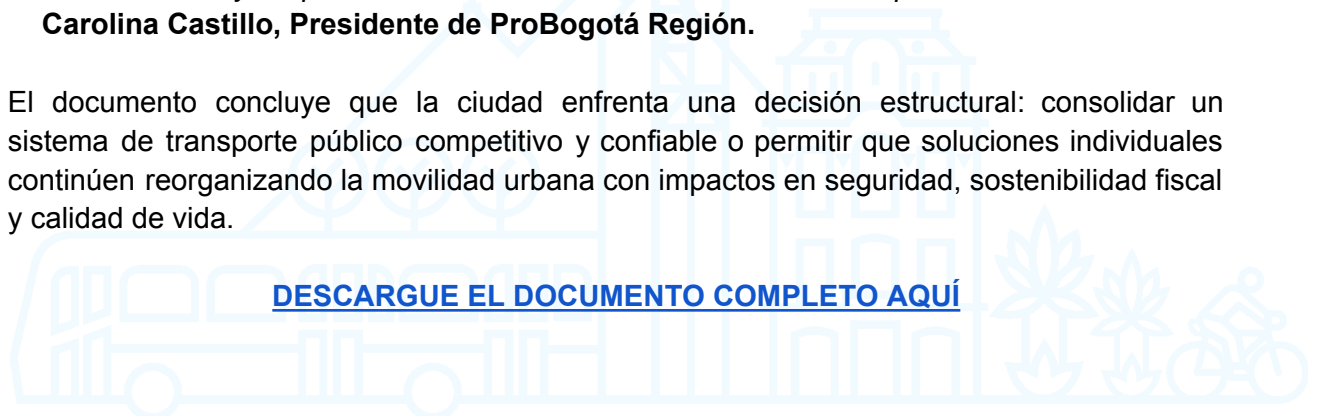 Carolina Castillo, Presidente de ProBogotá Región.
El documento concluye que la ciudad enfrenta una decisión estructural: consolidar un
sistema de transporte público competitivo y confiable o permitir que soluciones individuales
continúen reorganizando la movilidad urbana con impactos en seguridad, sostenibilidad fiscal
y calidad de vida.
DESCARGUE EL DOCUMENTO COMPLETO AQUÍ